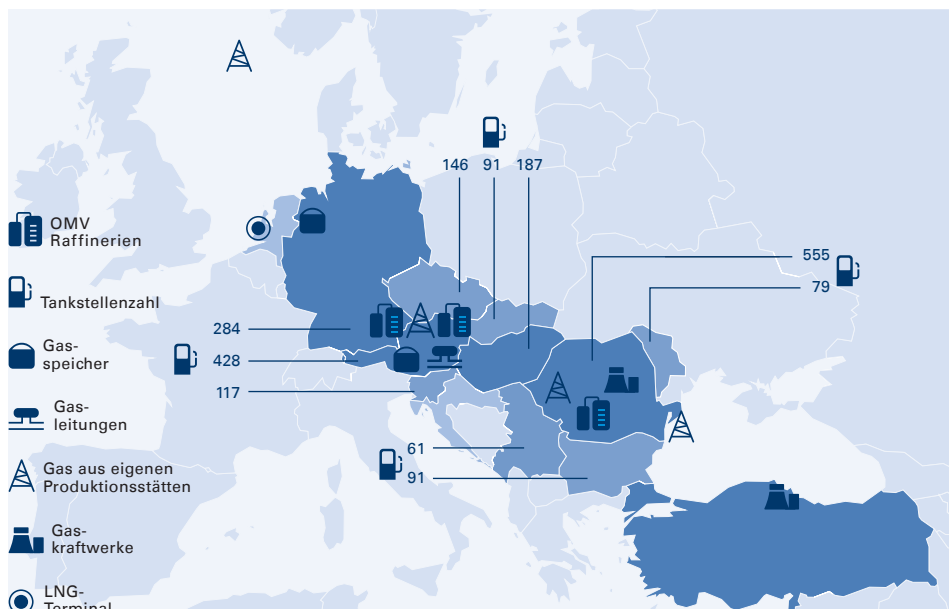 146 91 187
OMV
Raffinerien
555
Tankstellenzahl
79
284
Gas-
speicher
428
117
Gas-
leitungen
61
Gas aus eigenen
Produktionsstätten
91
Gas-
kraftwerke
LNG-
Terminal